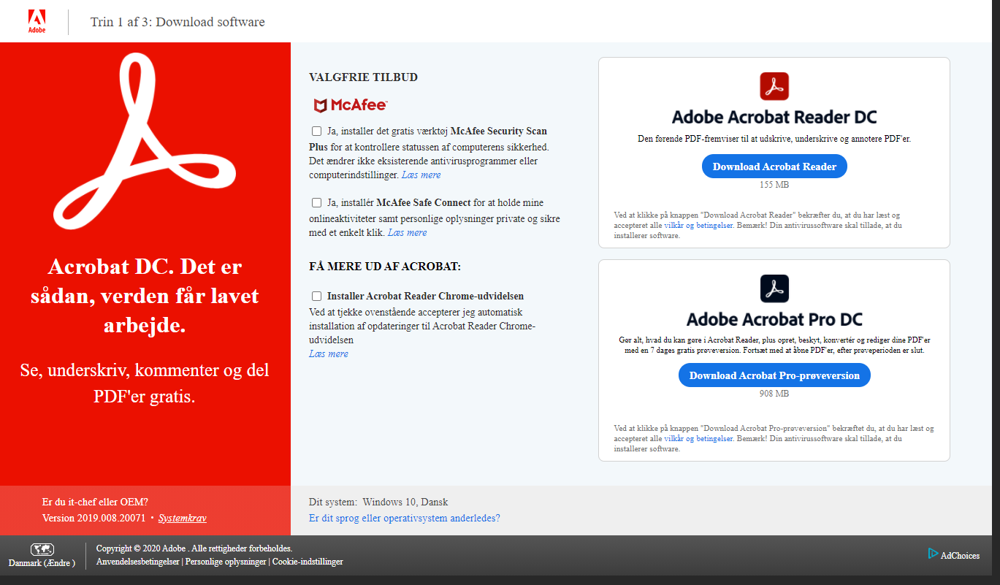 Adobe
Trin 1 af 3: Download software
Acrobat DC. Det er
sådan, verden får lavet
arbejde.
Se, underskriv, kommenter og del
PDF'er gratis.
VALGFRIE TILBUD
McAfee™
Ja, installer det gratis værktøj McAfee Security Scan
Plus for at kontrollere statussen af computerens sikkerhed.
Det ændrer ikke eksisterende antivirusprogrammer eller
computerindstillinger. Læs mere
Ja, installér McAfee Safe Connect for at holde mine
onlineaktiviteter samt personlige oplysninger private og sikre
med et enkelt klik. Læs mere
FÅ MERE UD AF ACROBAT:
Installer Acrobat Reader Chrome-udvidelsen
Ved at tjekke ovenstående accepterer jeg automatisk
installation af opdateringer til Acrobat Reader Chrome-
udvidelsen
Læs mere
Adobe Acrobat Reader DC
Den førende PDF-fremviser til at udskrive, underskrive og annotere PDF'er.
Download Acrobat Reader
155 MB
Ved at klikke på knappen "Download Acrobat Reader" bekræfter du, at du har læst og
accepteret alle vilkår og betingelser. Bemærk! Din antivirussoftware skal tillade, at du
installerer software.
Adobe Acrobat Pro DC
Gør alt, hvad du kan gøre i Acrobat Reader, plus opret, beskyt, konvertér og rediger dine PDF'er
med en 7 dages gratis prøveversion. Fortsæt med at åbne PDF'er, efter prøveperioden er slut.
Download Acrobat Pro-prøveversion
908 MB
Ved at klikke på knappen "Download Acrobat Pro-prøveversion" bekræftet du, at du har læst og
accepteret alle vilkår og betingelser. Bemærk! Din antivirussoftware skal tillade, at du
installerer software.
Er du it-chef eller OEM?
Version 2019.008.20071 • Systemkrav
Dit system: Windows 10, Dansk
Er dit sprog eller operativsystem anderledes?
Danmark (Ændre )
Copyright © 2020 Adobe . Alle rettigheder forbeholdes.
Anvendelsesbetingelser | Personlige oplysninger | Cookie-indstillinger
AdChoices